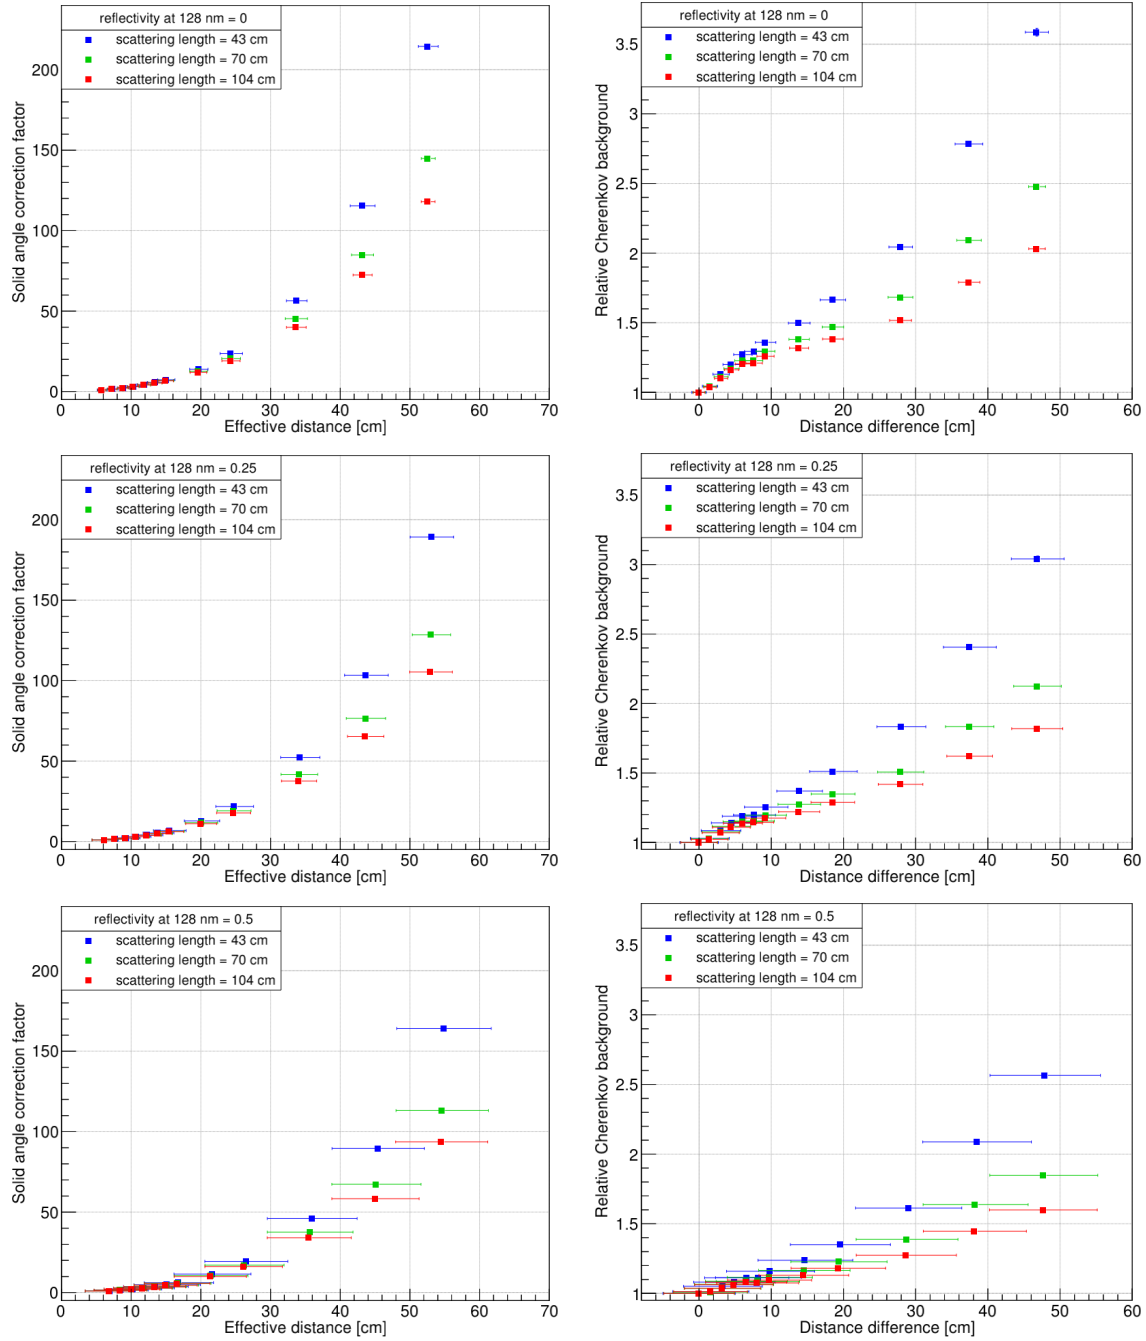 reflectivity at 128 nm = 0
scattering length = 43 cm
scattering length = 70 cm
scattering length = 104 cm
Solid angle correction factor
200
150
100
50
0
0 10 20 30 40 50 60 70
Effective distance [cm]
reflectivity at 128 nm = 0
scattering length = 43 cm
scattering length = 70 cm
scattering length = 104 cm
Relative Cherenkov background
3.5
3
2.5
2
1.5
1
0 10 20 30 40 50 60
Distance difference [cm]
reflectivity at 128 nm = 0.25
scattering length = 43 cm
scattering length = 70 cm
scattering length = 104 cm
Solid angle correction factor
200
150
100
50
0
0 10 20 30 40 50 60 70
Effective distance [cm]
reflectivity at 128 nm = 0.25
scattering length = 43 cm
scattering length = 70 cm
scattering length = 104 cm
Relative Cherenkov background
3.5
3
2.5
2
1.5
1
0 10 20 30 40 50 60
Distance difference [cm]
reflectivity at 128 nm = 0.5
scattering length = 43 cm
scattering length = 70 cm
scattering length = 104 cm
Solid angle correction factor
200
150
100
50
0
0 10 20 30 40 50 60 70
Effective distance [cm]
reflectivity at 128 nm = 0.5
scattering length = 43 cm
scattering length = 70 cm
scattering length = 104 cm
Relative Cherenkov background
3.5
3
2.5
2
1.5
1
0 10 20 30 40 50 60
Distance difference [cm]